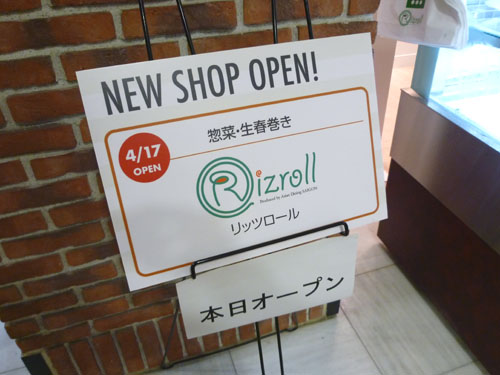 NEW SHOP OPEN!
4/17
OPEN
惣菜・生春巻き
Rizroll
Produced by Asian Dining SAIGON
リッツロール
本日オープン
Rizroll